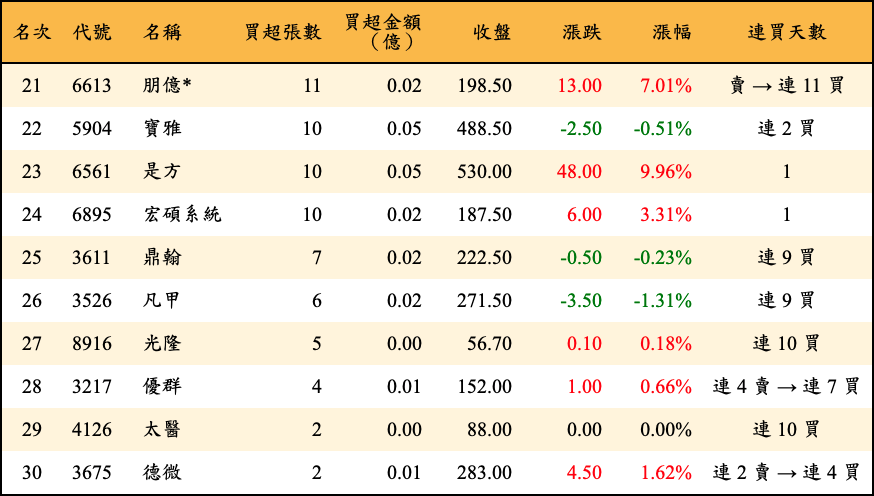 名次 代號 名稱 買超張數 買超金額（億） 收盤 漲跌 漲幅 連買天數
21 6613 朋億* 11 0.02 198.50 13.00 7.01% 賣 → 連 11 買
22 5904 寶雅 10 0.05 488.50 -2.50 -0.51% 連 2 買
23 6561 是方 10 0.05 530.00 48.00 9.96% 1
24 6895 宏碩系統 10 0.02 187.50 6.00 3.31% 1
25 3611 鼎翰 7 0.02 222.50 -0.50 -0.23% 連 9 買
26 3526 凡甲 6 0.02 271.50 -3.50 -1.31% 連 9 買
27 8916 光隆 5 0.00 56.70 0.10 0.18% 連 10 買
28 3217 優群 4 0.01 152.00 1.00 0.66% 連 4 賣 → 連 7 買
29 4126 太醫 2 0.00 88.00 0.00 0.00% 連 10 買
30 3675 德微 2 0.01 283.00 4.50 1.62% 連 2 賣 → 連 4 買